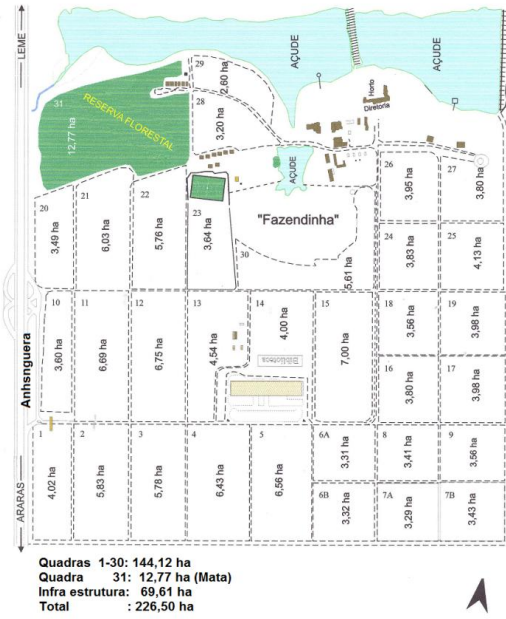 LEME
AÇUDE
AÇUDE
29
2,60 ha
Horto
Diretoria
31
RESERVA FLORESTAL
12,77 ha
28
3,20 ha
AÇUDE
26
3,95 ha
27
3,80 ha
20
3,49 ha
21
6,03 ha
22
5,76 ha
23
3,64 ha
"Fazendinha"
30
5,61 ha
24
3,83 ha
25
4,13 ha
10
3,60 ha
11
6,69 ha
12
6,75 ha
13
4,54 ha
14
4,00 ha
Biblioteca
15
7,00 ha
18
3,56 ha
19
3,98 ha
16
3,80 ha
17
3,98 ha
Anhsnguera
ARARAS
1
4,02 ha
2
5,83 ha
3
5,78 ha
4
6,43 ha
5
6,56 ha
6A
3,31 ha
8
3,41 ha
9
3,56 ha
6B
3,32 ha
7A
3,29 ha
7B
3,43 ha
Quadras 1-30: 144,12 ha
Quadra 31: 12,77 ha (Mata)
Infra estrutura: 69,61 ha
Total : 226,50 ha